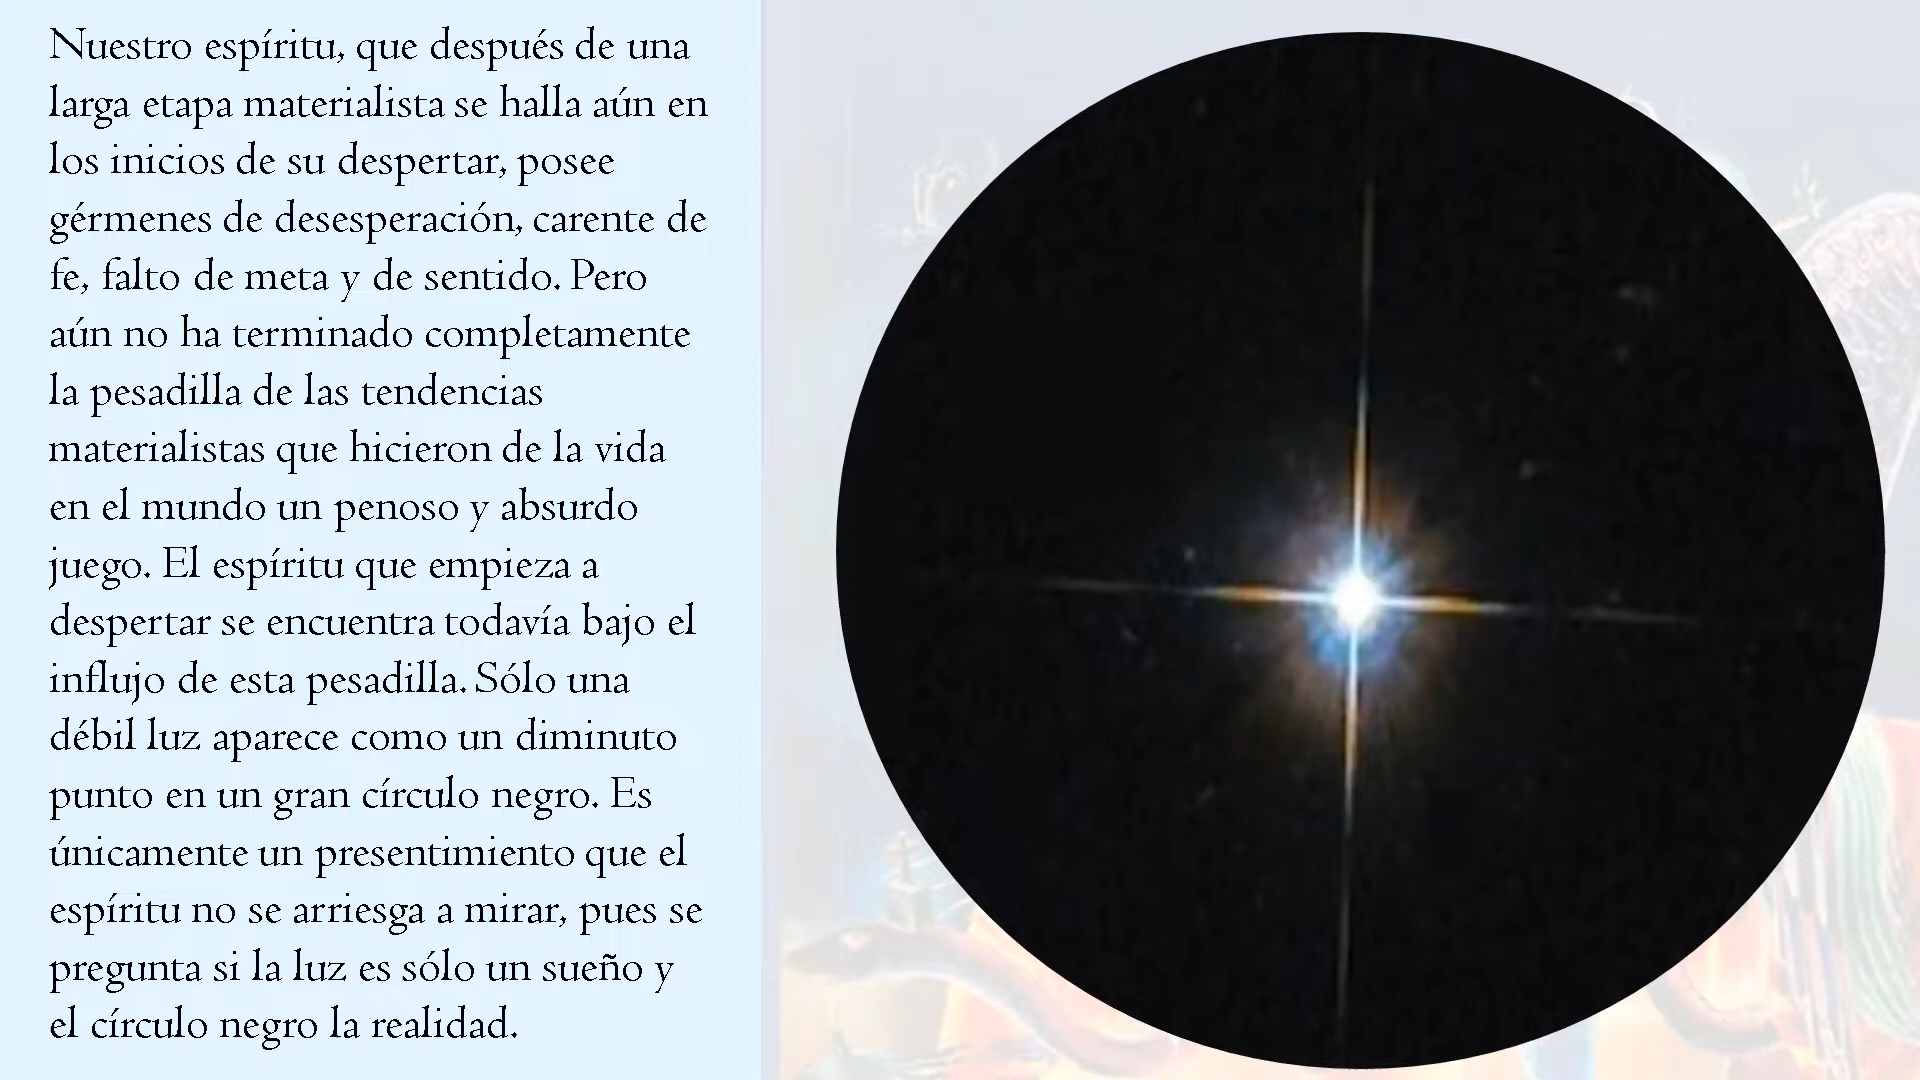 Nuestro espíritu, que después de una
larga etapa materialista se halla aún en
los inicios de su despertar, posee
gérmenes de desesperación, carente de
fe, falto de meta y de sentido. Pero
aún no ha terminado completamente
la pesadilla de las tendencias
materialistas que hicieron de la vida
en el mundo un penoso y absurdo
juego. El espíritu que empieza a
despertar se encuentra todavía bajo el
influjo de esta pesadilla. Sólo una
débil luz aparece como un diminuto
punto en un gran círculo negro. Es
únicamente un presentimiento que el
espíritu no se arriesga a mirar, pues se
pregunta si la luz es sólo un sueño y
el círculo negro la realidad.